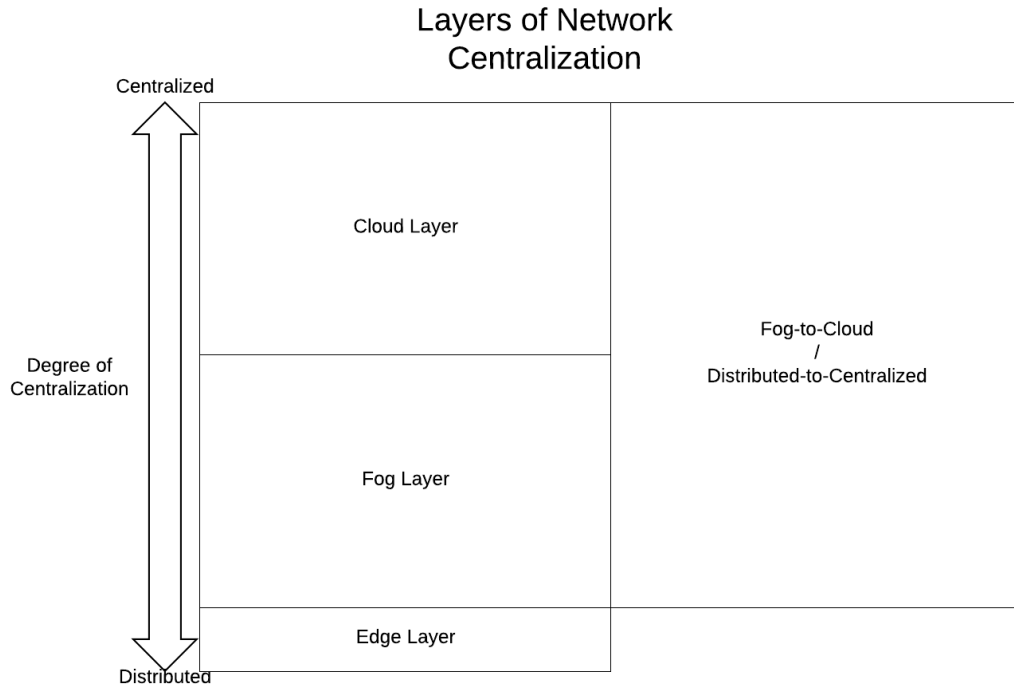 Layers of Network
Centralization
Centralized
Cloud Layer
Fog-to-Cloud
/
Distributed-to-Centralized
Degree of
Centralization
Fog Layer
Edge Layer
Distributed